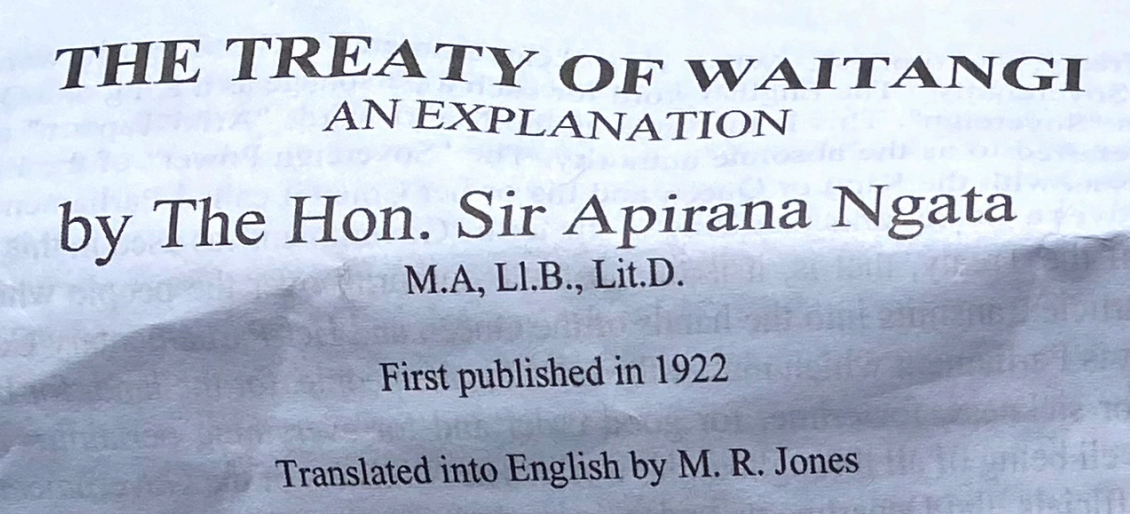 THE TREATY OF WAITANGI
AN EXPLANATION
by The Hon. Sir Apirana Ngata
M.A, Ll.B., Lit.D.
First published in 1922
Translated into English by M. R. Jones